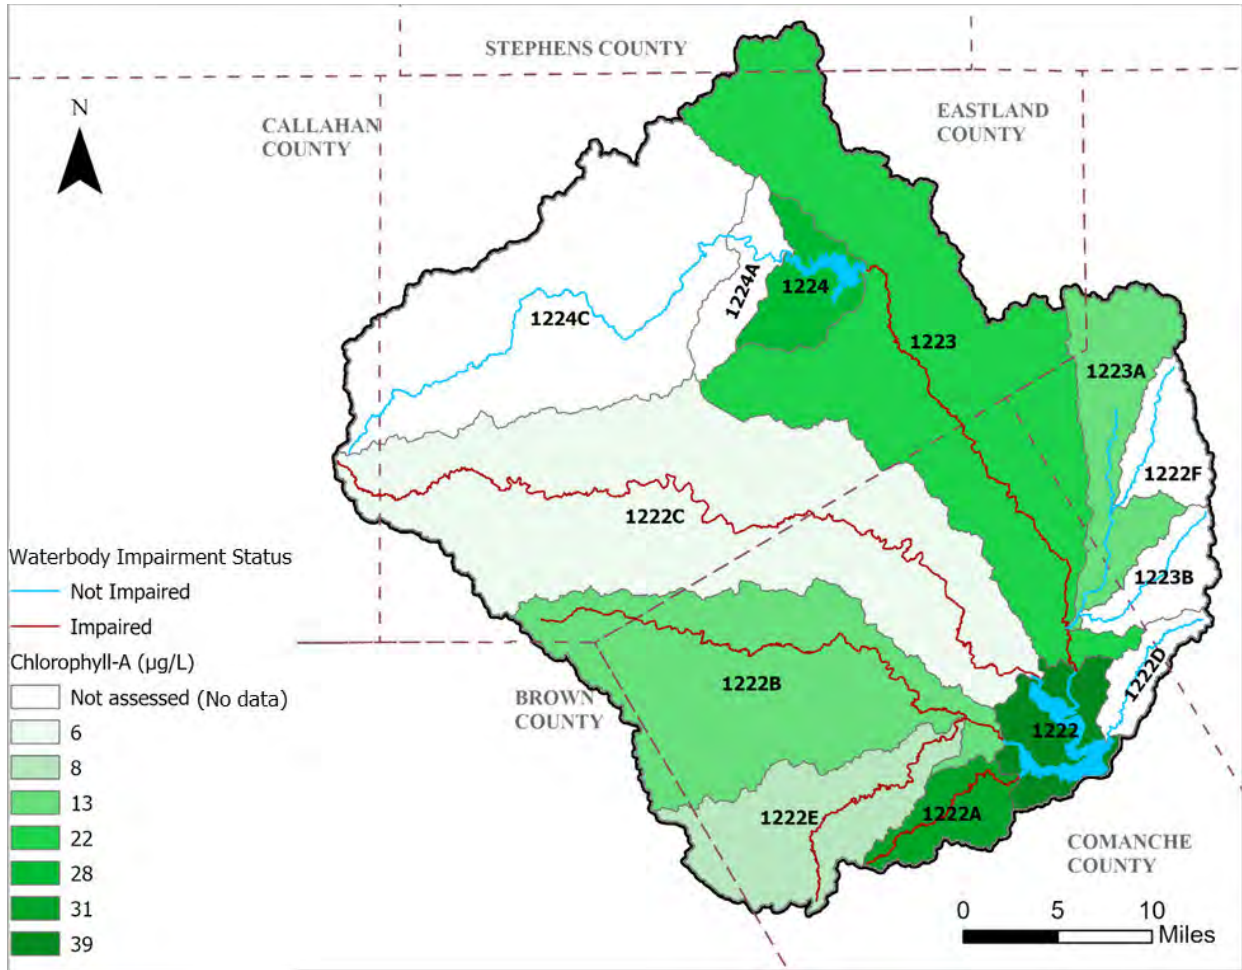 STEPHENS COUNTY
N
CALLAHAN
COUNTY
EASTLAND
COUNTY
1224A
1224
1224C
1223
1223A
1222F
1222C
1223B
1222D
1222B
BROWN
COUNTY
1222
1222E
1222A
COMANCHE
COUNTY
Waterbody Impairment Status
Not Impaired
Impaired
Chlorophyll-A (µg/L)
Not assessed (No data)
6
8
13
22
28
31
39
0 5 10
Miles